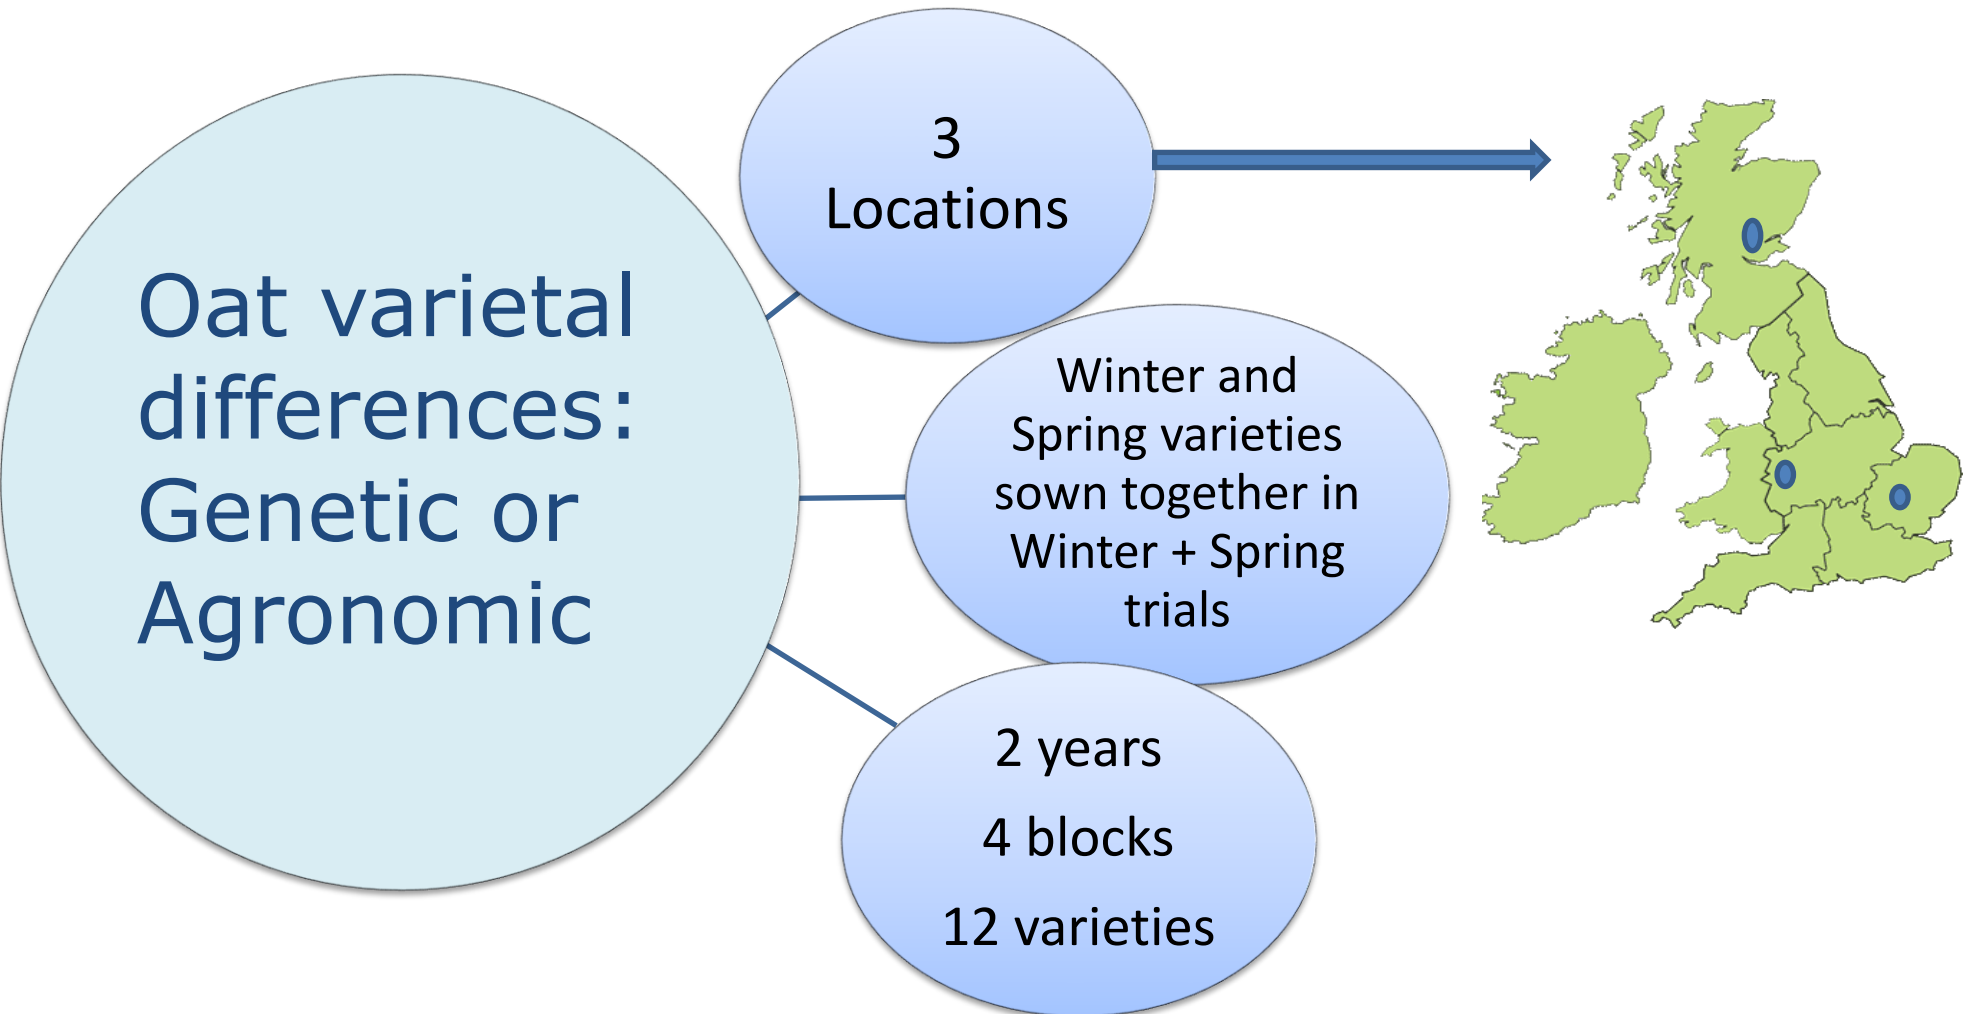 Oat varietal
differences:
Genetic or
Agronomic
3
Locations
Winter and
Spring varieties
sown together in
Winter + Spring
trials
2 years
4 blocks
12 varieties